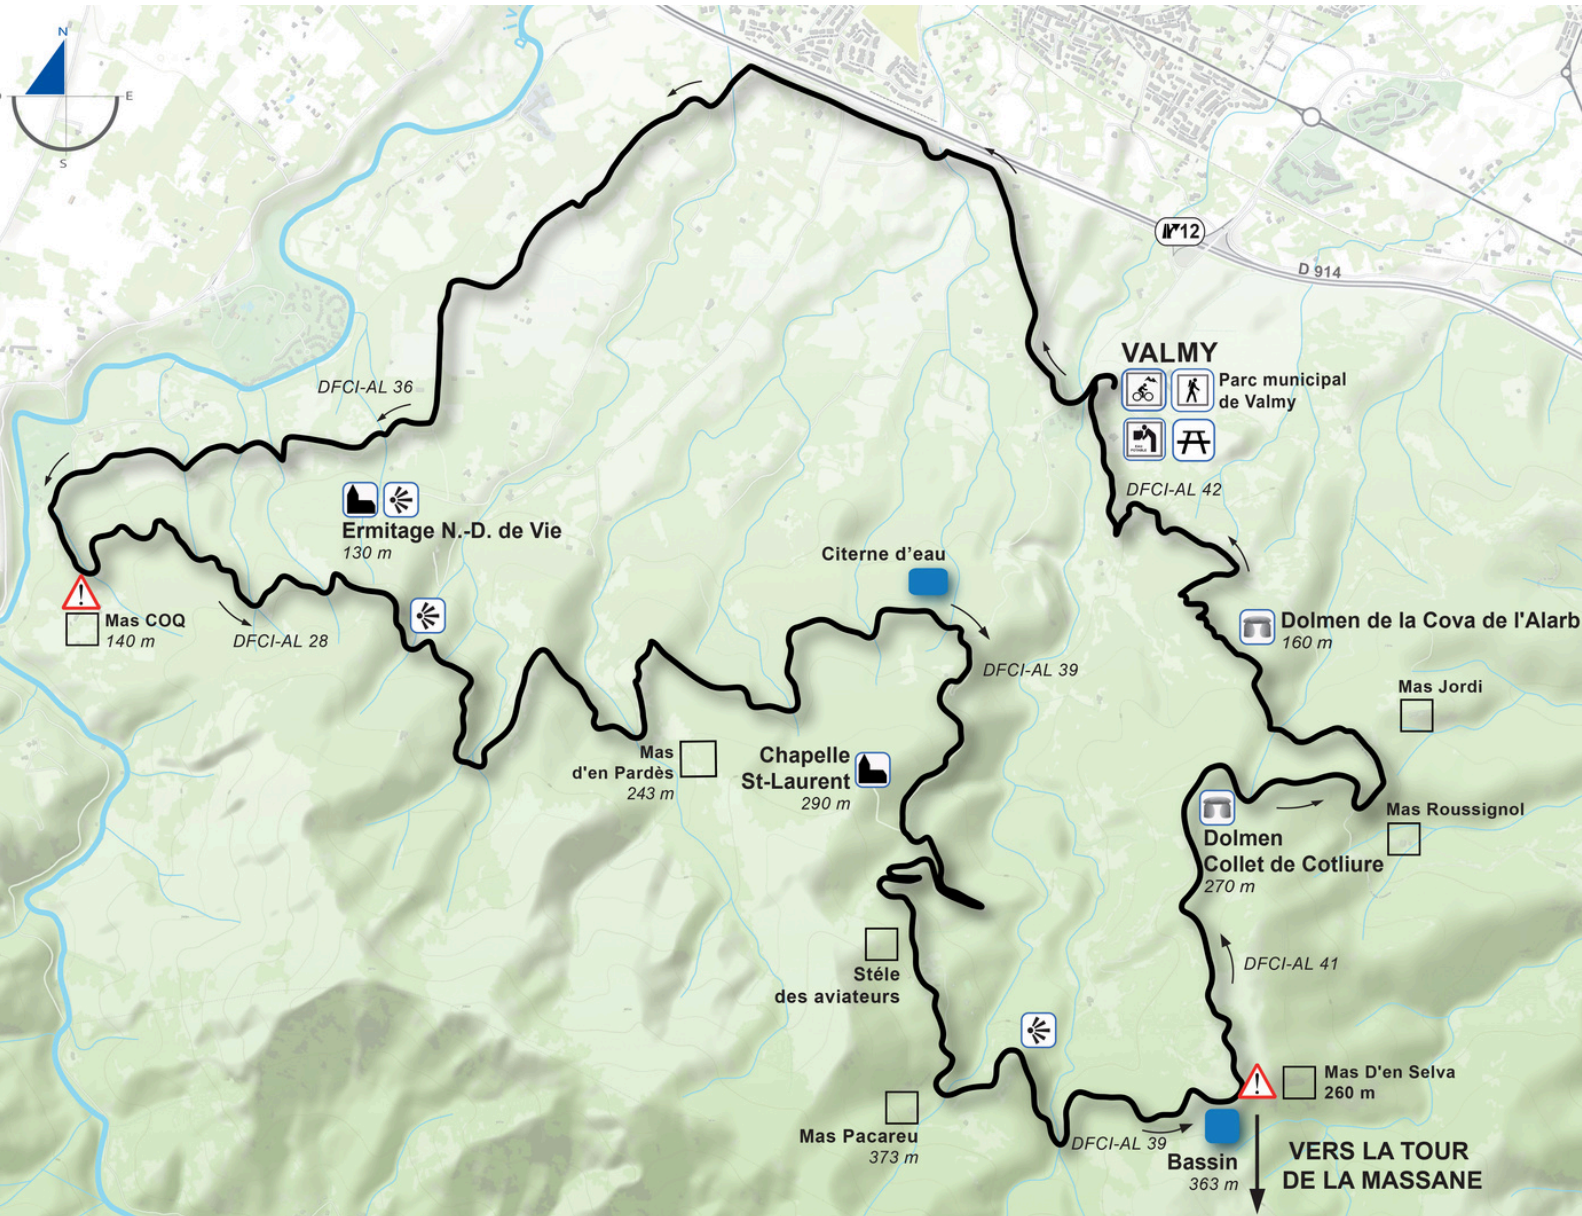 N
E
S
12
D 914
VALMY
Parc municipal
de Valmy
DFCI-AL 36
DFCI-AL 42
Ermitage N.-D. de Vie
130 m
Citerne d'eau
Mas COQ
140 m
DFCI-AL 28
Dolmen de la Cova de l'Alarb
160 m
DFCI-AL 39
Mas Jordi
Mas
d'en Pardès
243 m
Chapelle
St-Laurent
290 m
Mas Roussignol
Dolmen
Collet de Cotliure
270 m
Stéle
des aviateurs
DFCI-AL 41
Mas D'en Selva
260 m
Mas Pacareu
373 m
DFCI-AL 39
Bassin
363 m
VERS LA TOUR
DE LA MASSANE